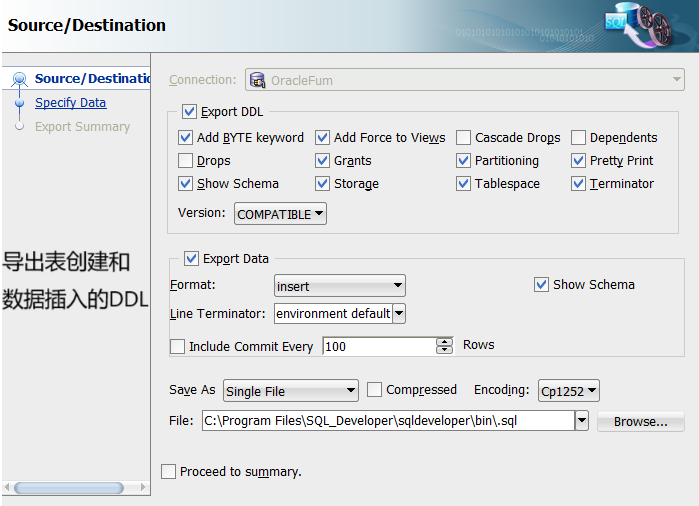 Source/Destination
SQL
Source/Destinatio
Specify Data
Export Summary
导出表创建和
数据插入的DDL
Connection: OracleFum
Export DDL
Add BYTE keyword Add Force to Views Cascade Drops Dependents
Drops Grants Partitioning Pretty Print
Show Schema Storage Tablespace Terminator
Version: COMPATIBLE
Export Data
Format: insert Show Schema
Line Terminator: environment default
Include Commit Every 100 Rows
Save As Single File Compressed Encoding: Cp1252
File: C:\Program Files\SQL_Developer\sqldeveloper\bin\.sql Browse...
Proceed to summary.